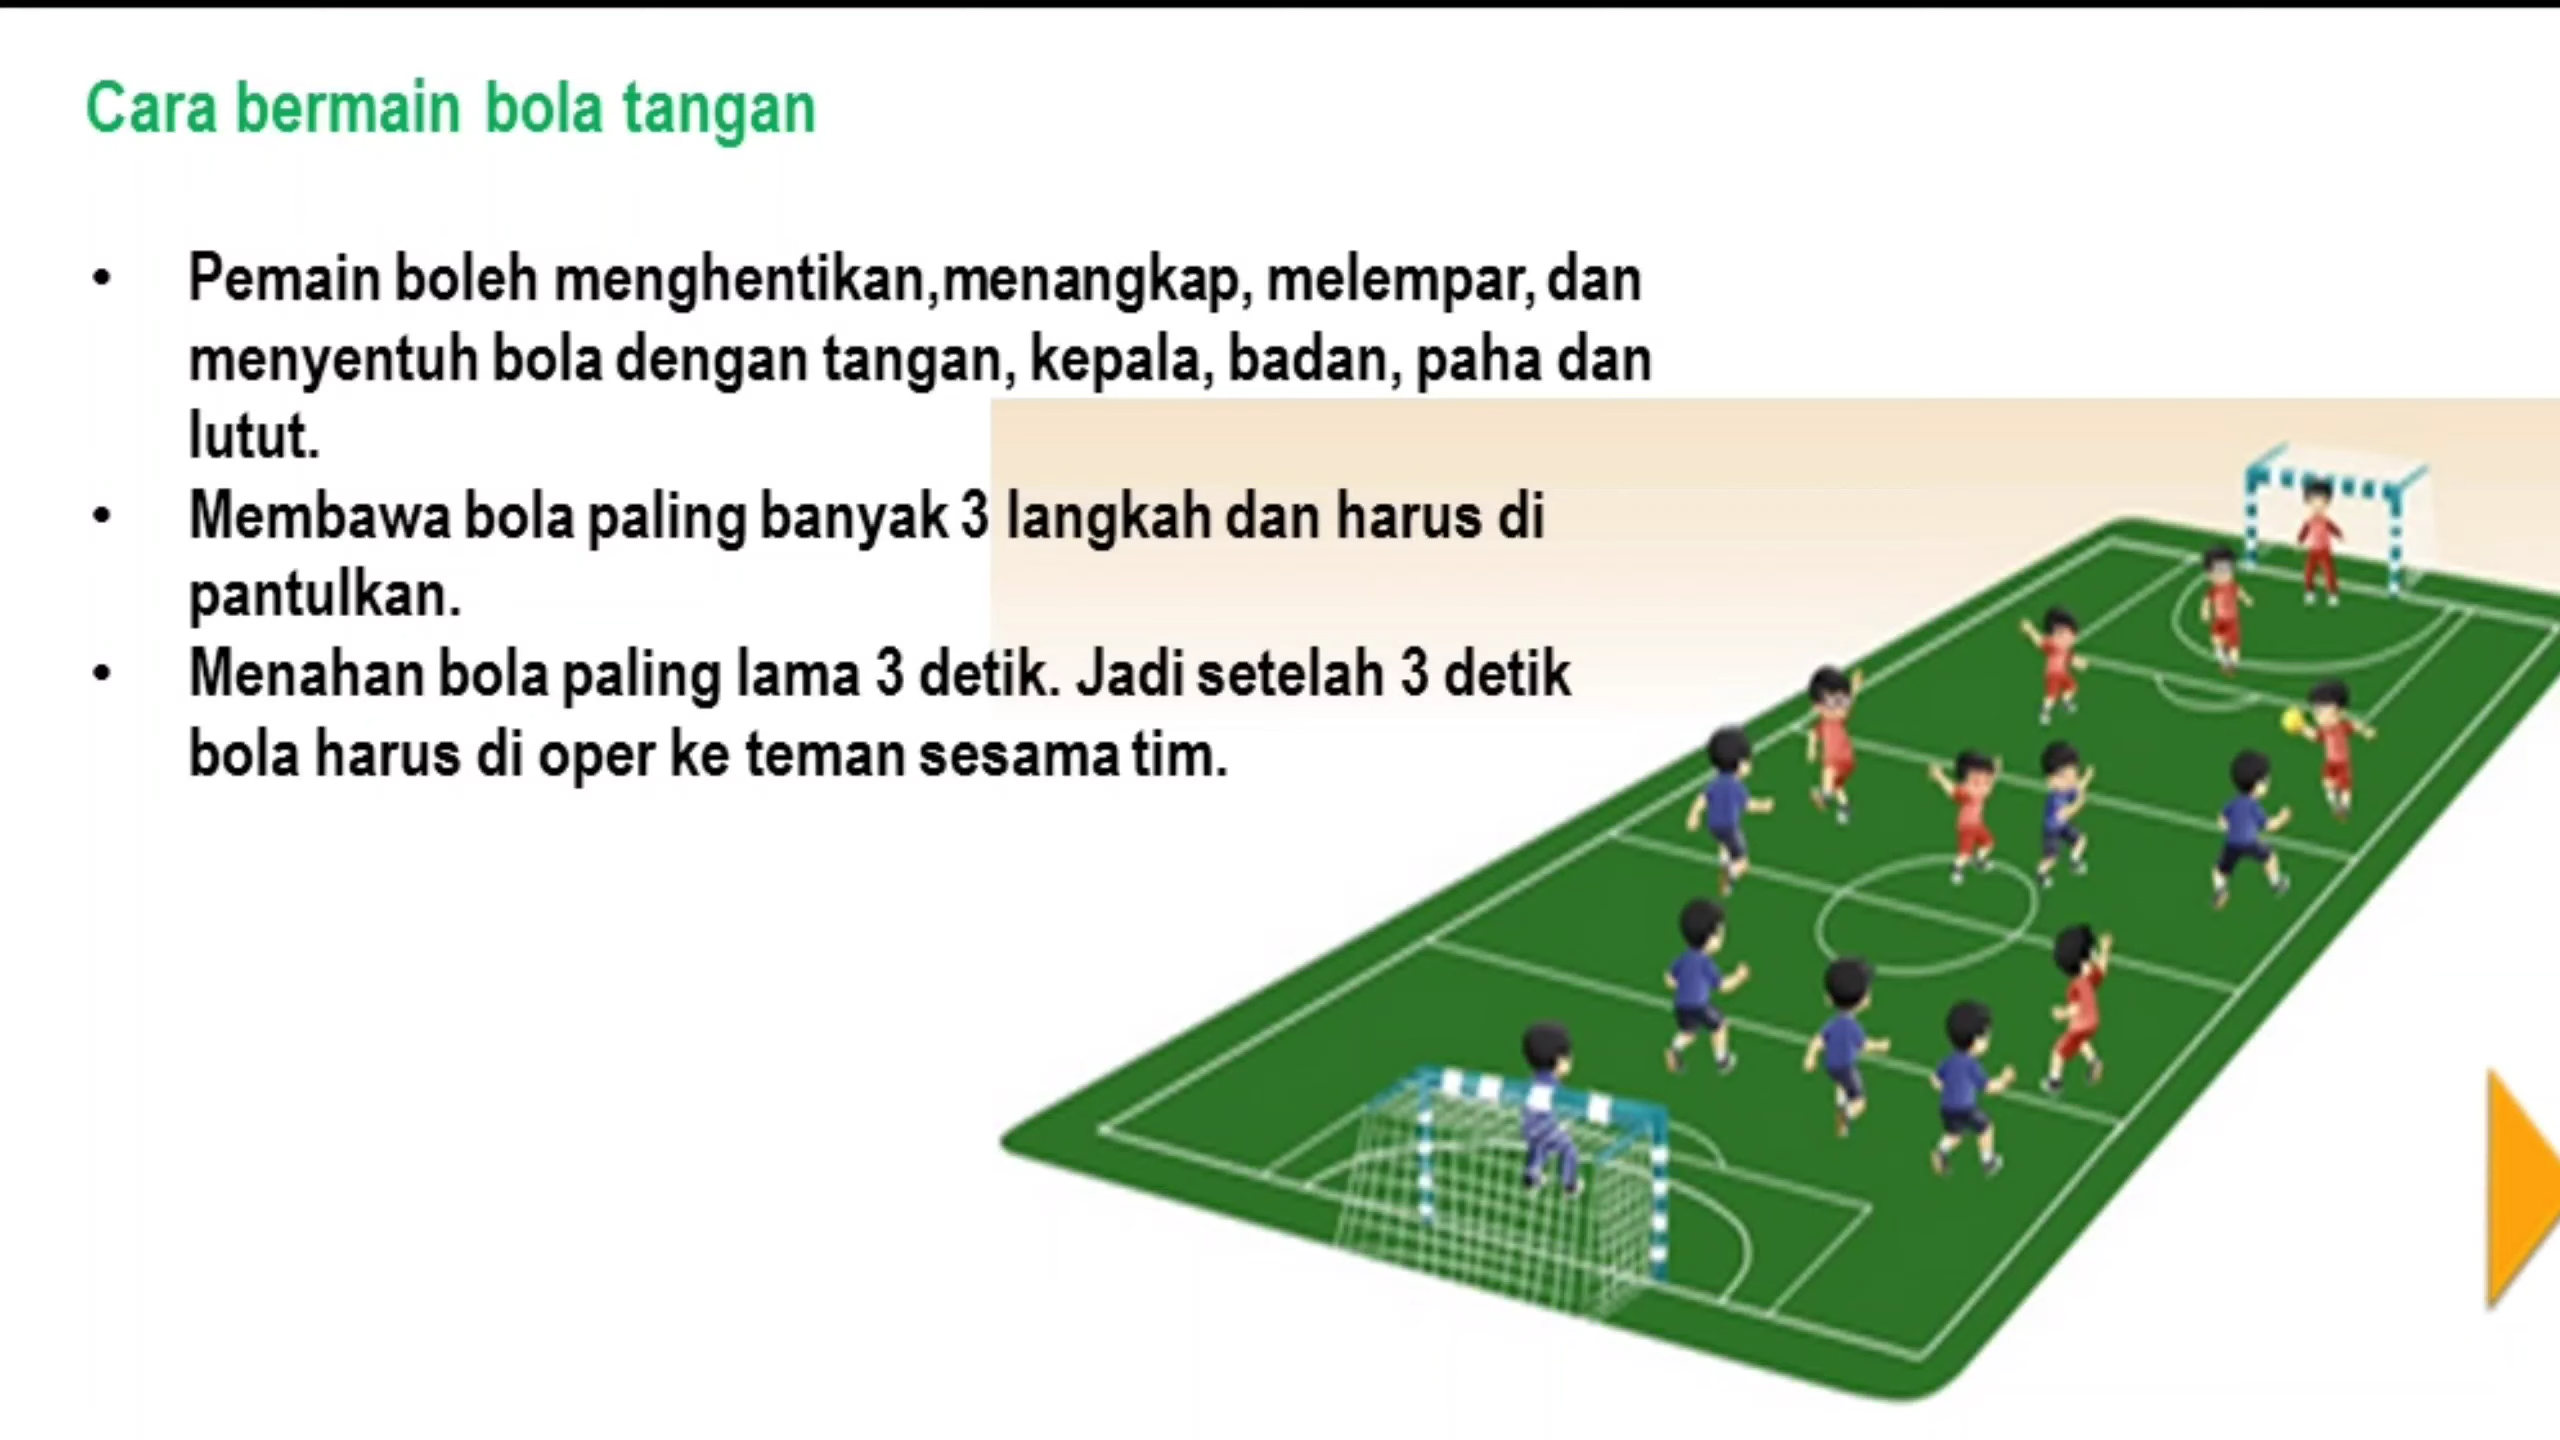 Cara bermain bola tangan
• Pemain boleh menghentikan,menangkap, melempar, dan
menyentuh bola dengan tangan, kepala, badan, paha dan
lutut.
• Membawa bola paling banyak 3 langkah dan harus di
pantulkan.
• Menahan bola paling lama 3 detik. Jadi setelah 3 detik
bola harus di oper ke teman sesama tim.